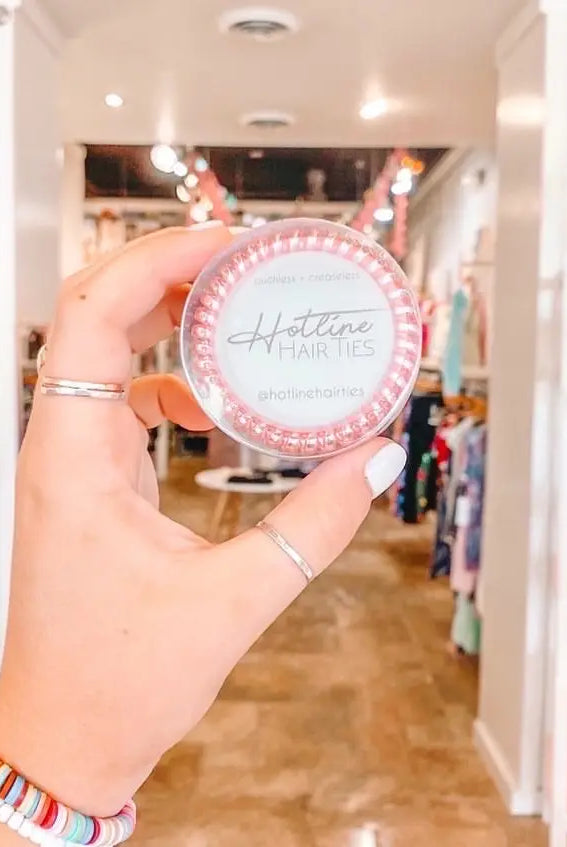 ouchless + creaseless
Hotline
HAIR TIES
@hotlinehairties